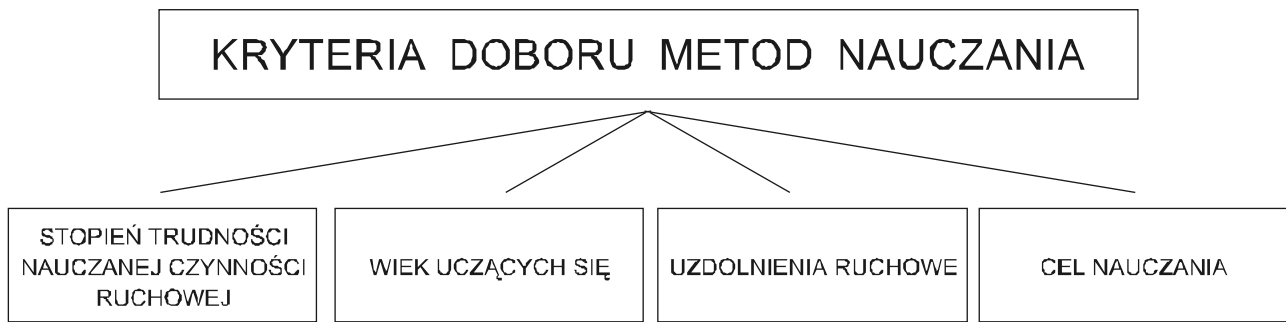 KRYTERIA DOBORU METOD NAUCZANIA
STOPIEŃ TRUDNOŚCI
NAUCZANEJ CZYNNOŚCI
RUCHOWEJ
WIEK UCZĄCYCH SIĘ
UZDOLNIENIA RUCHOWE
CEL NAUCZANIA